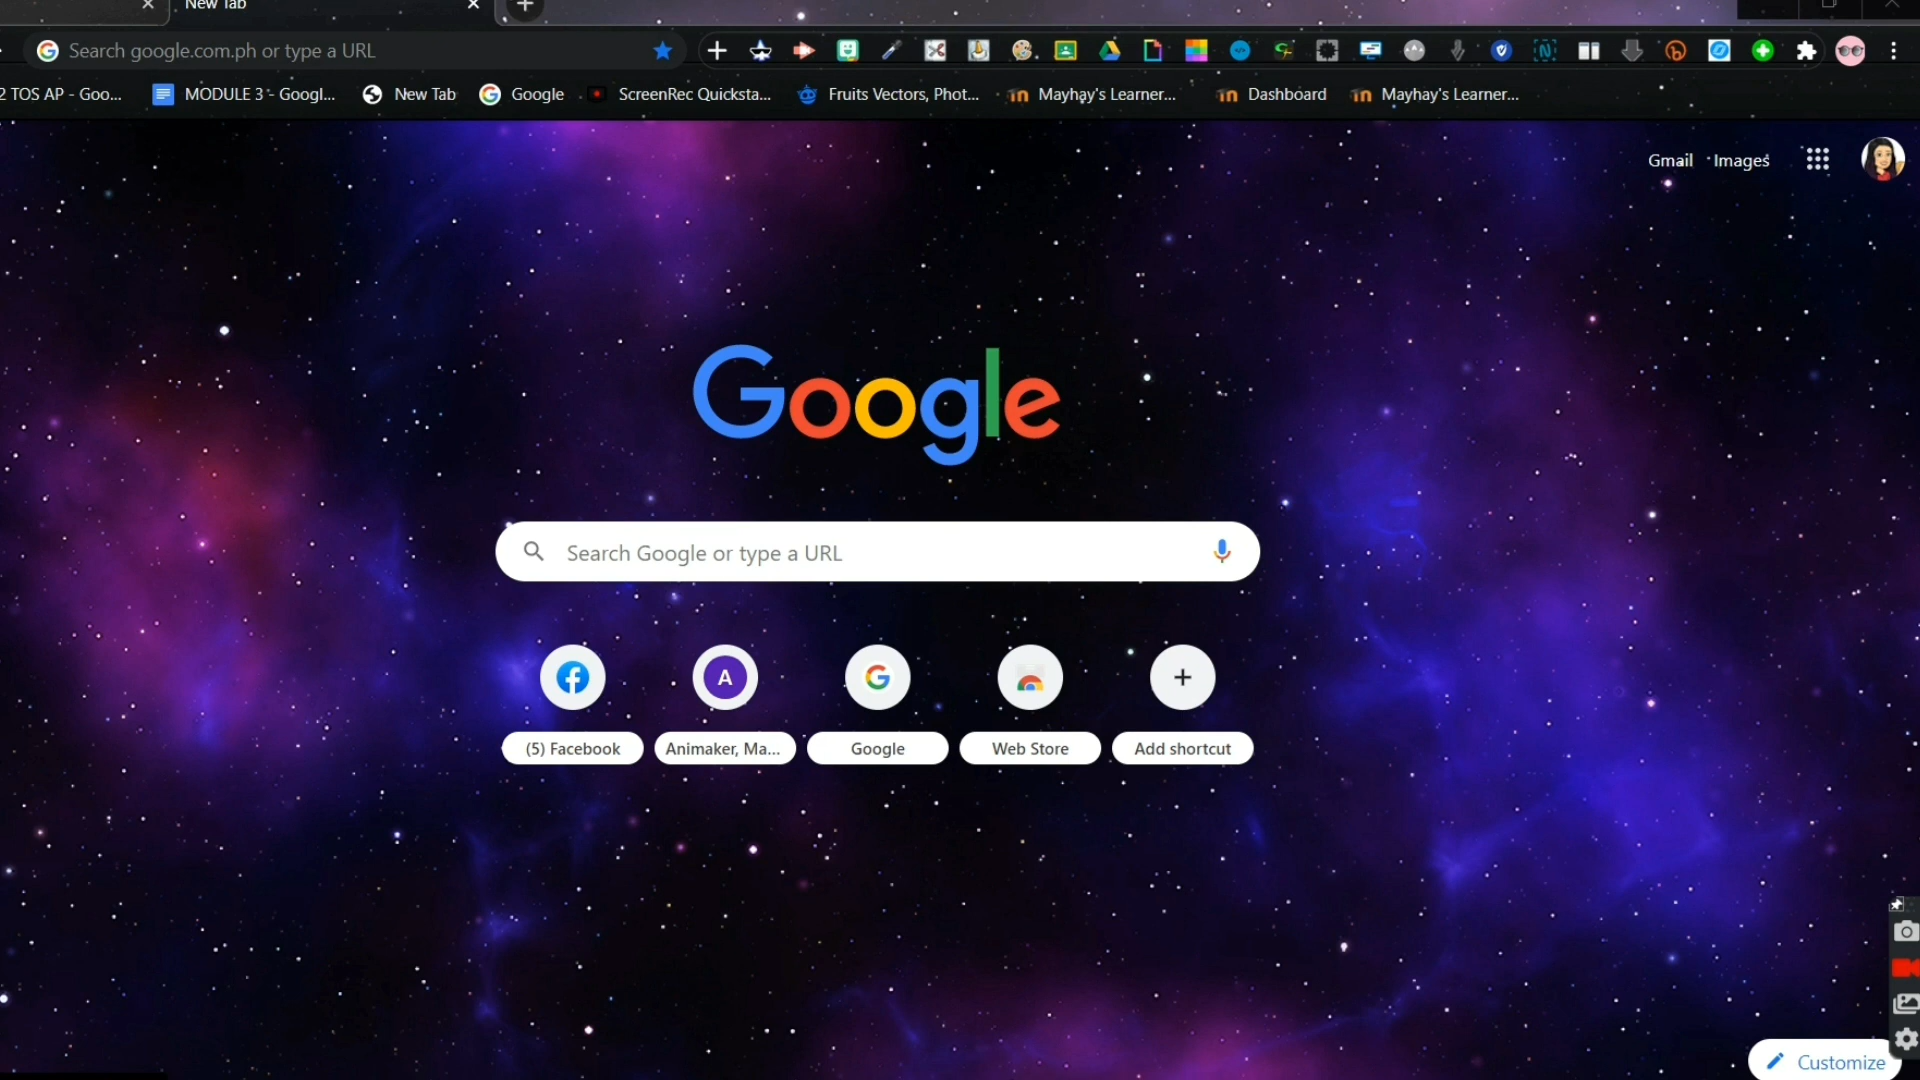 New Tab
Search google.com.ph or type a URL
2 TOS AP - Goo...
MODULE 3 - Googl...
New Tab
Google
ScreenRec Quicksta...
Fruits Vectors, Phot...
Mayhay's Learner...
Dashboard
Mayhay's Learner...
Gmail
Images
Google
Search Google or type a URL
A
(5) Facebook
Animaker, Ma...
Google
Web Store
Add shortcut
Customize